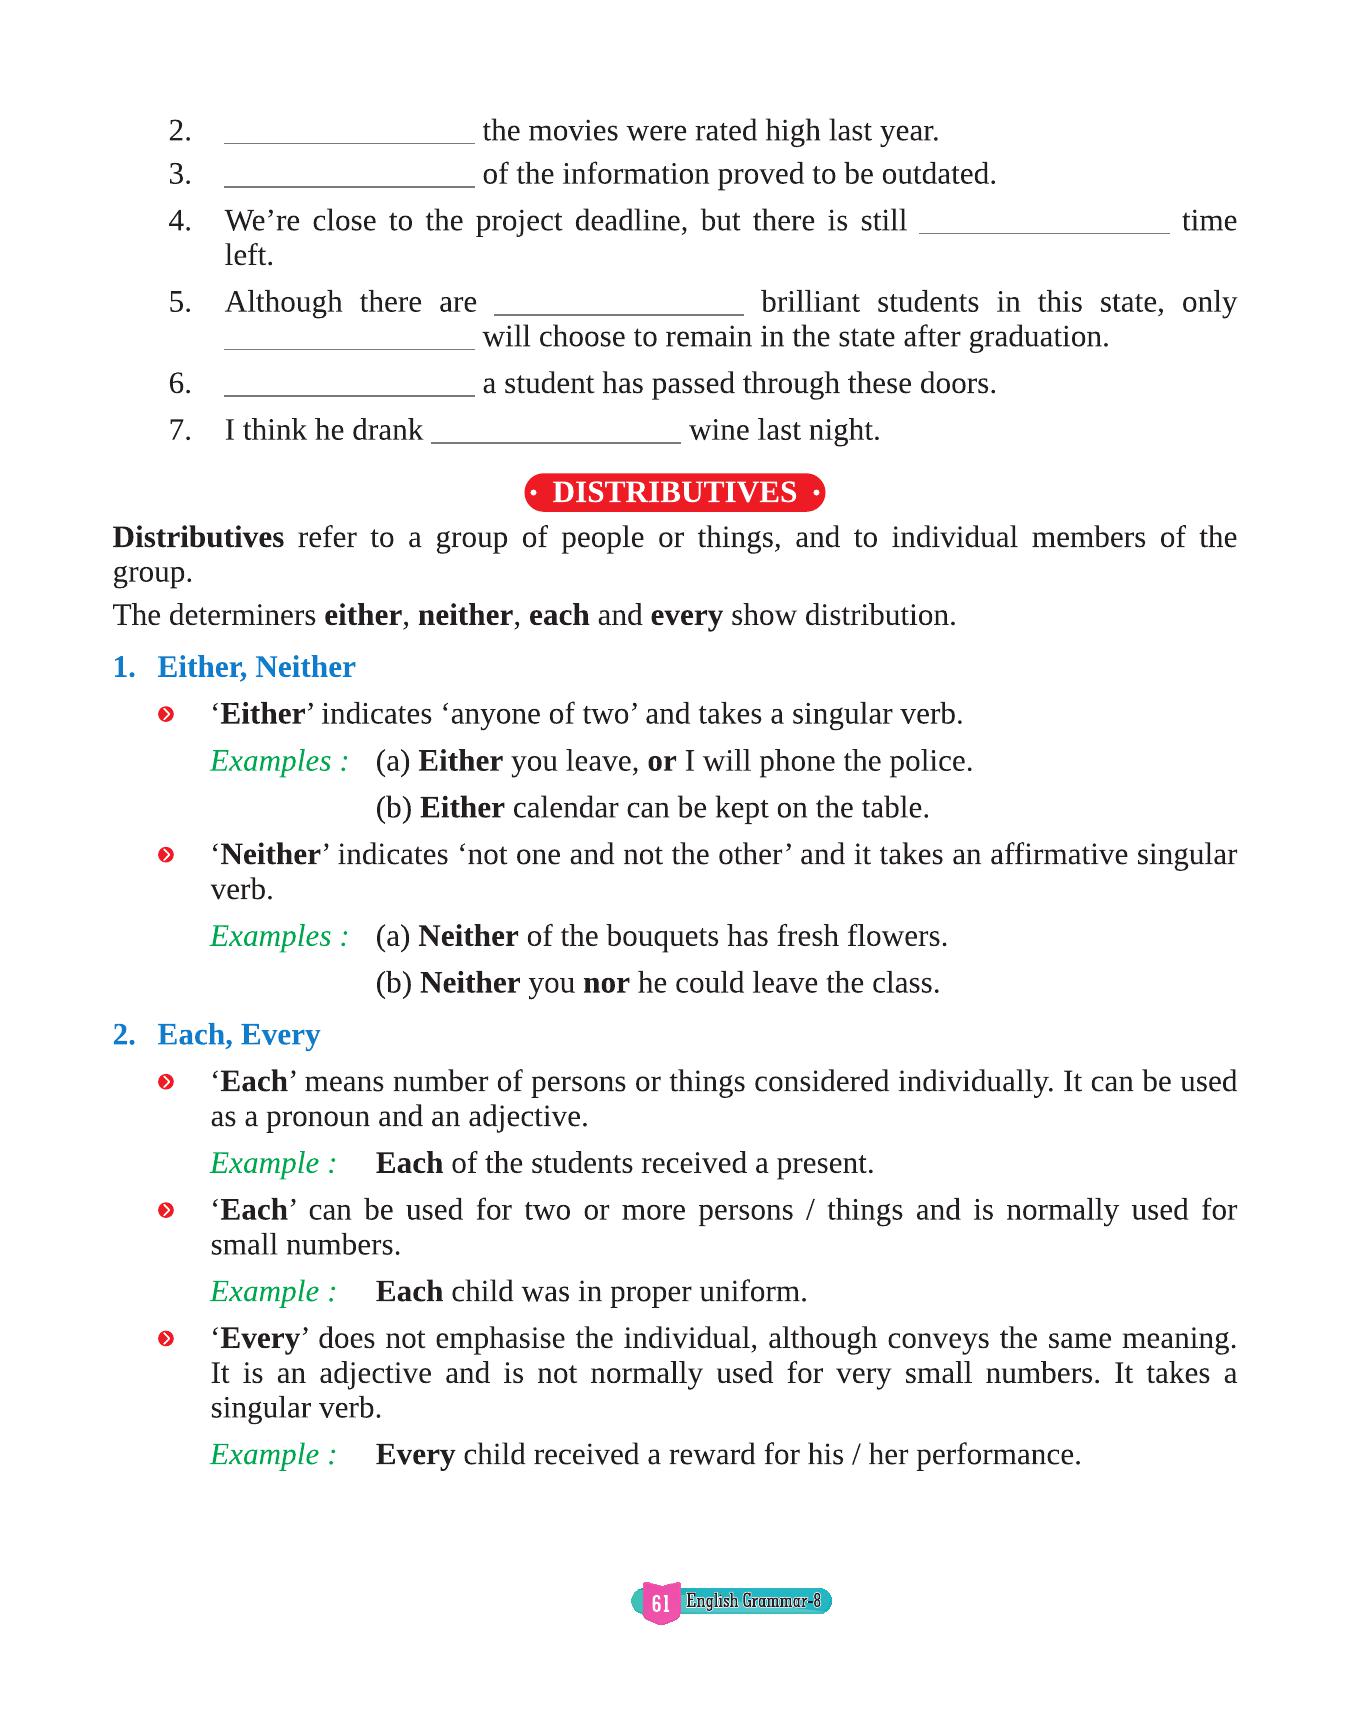 2. ____________ the movies were rated high last year.
3. ____________ of the information proved to be outdated.
4. We’re close to the project deadline, but there is still ____________ time
left.
5. Although there are ____________ brilliant students in this state, only
____________ will choose to remain in the state after graduation.
6. ____________ a student has passed through these doors.
7. I think he drank ____________ wine last night.
• DISTRIBUTIVES •
Distributives refer to a group of people or things, and to individual members of the
group.
The determiners either, neither, each and every show distribution.
1. Either, Neither
‘Either’ indicates ‘anyone of two’ and takes a singular verb.
Examples : (a) Either you leave, or I will phone the police.
(b) Either calendar can be kept on the table.
‘Neither’ indicates ‘not one and not the other’ and it takes an affirmative singular
verb.
Examples : (a) Neither of the bouquets has fresh flowers.
(b) Neither you nor he could leave the class.
2. Each, Every
‘Each’ means number of persons or things considered individually. It can be used
as a pronoun and an adjective.
Example : Each of the students received a present.
‘Each’ can be used for two or more persons / things and is normally used for
small numbers.
Example : Each child was in proper uniform.
‘Every’ does not emphasise the individual, although conveys the same meaning.
It is an adjective and is not normally used for very small numbers. It takes a
singular verb.
Example : Every child received a reward for his / her performance.
61 English Grammar-8